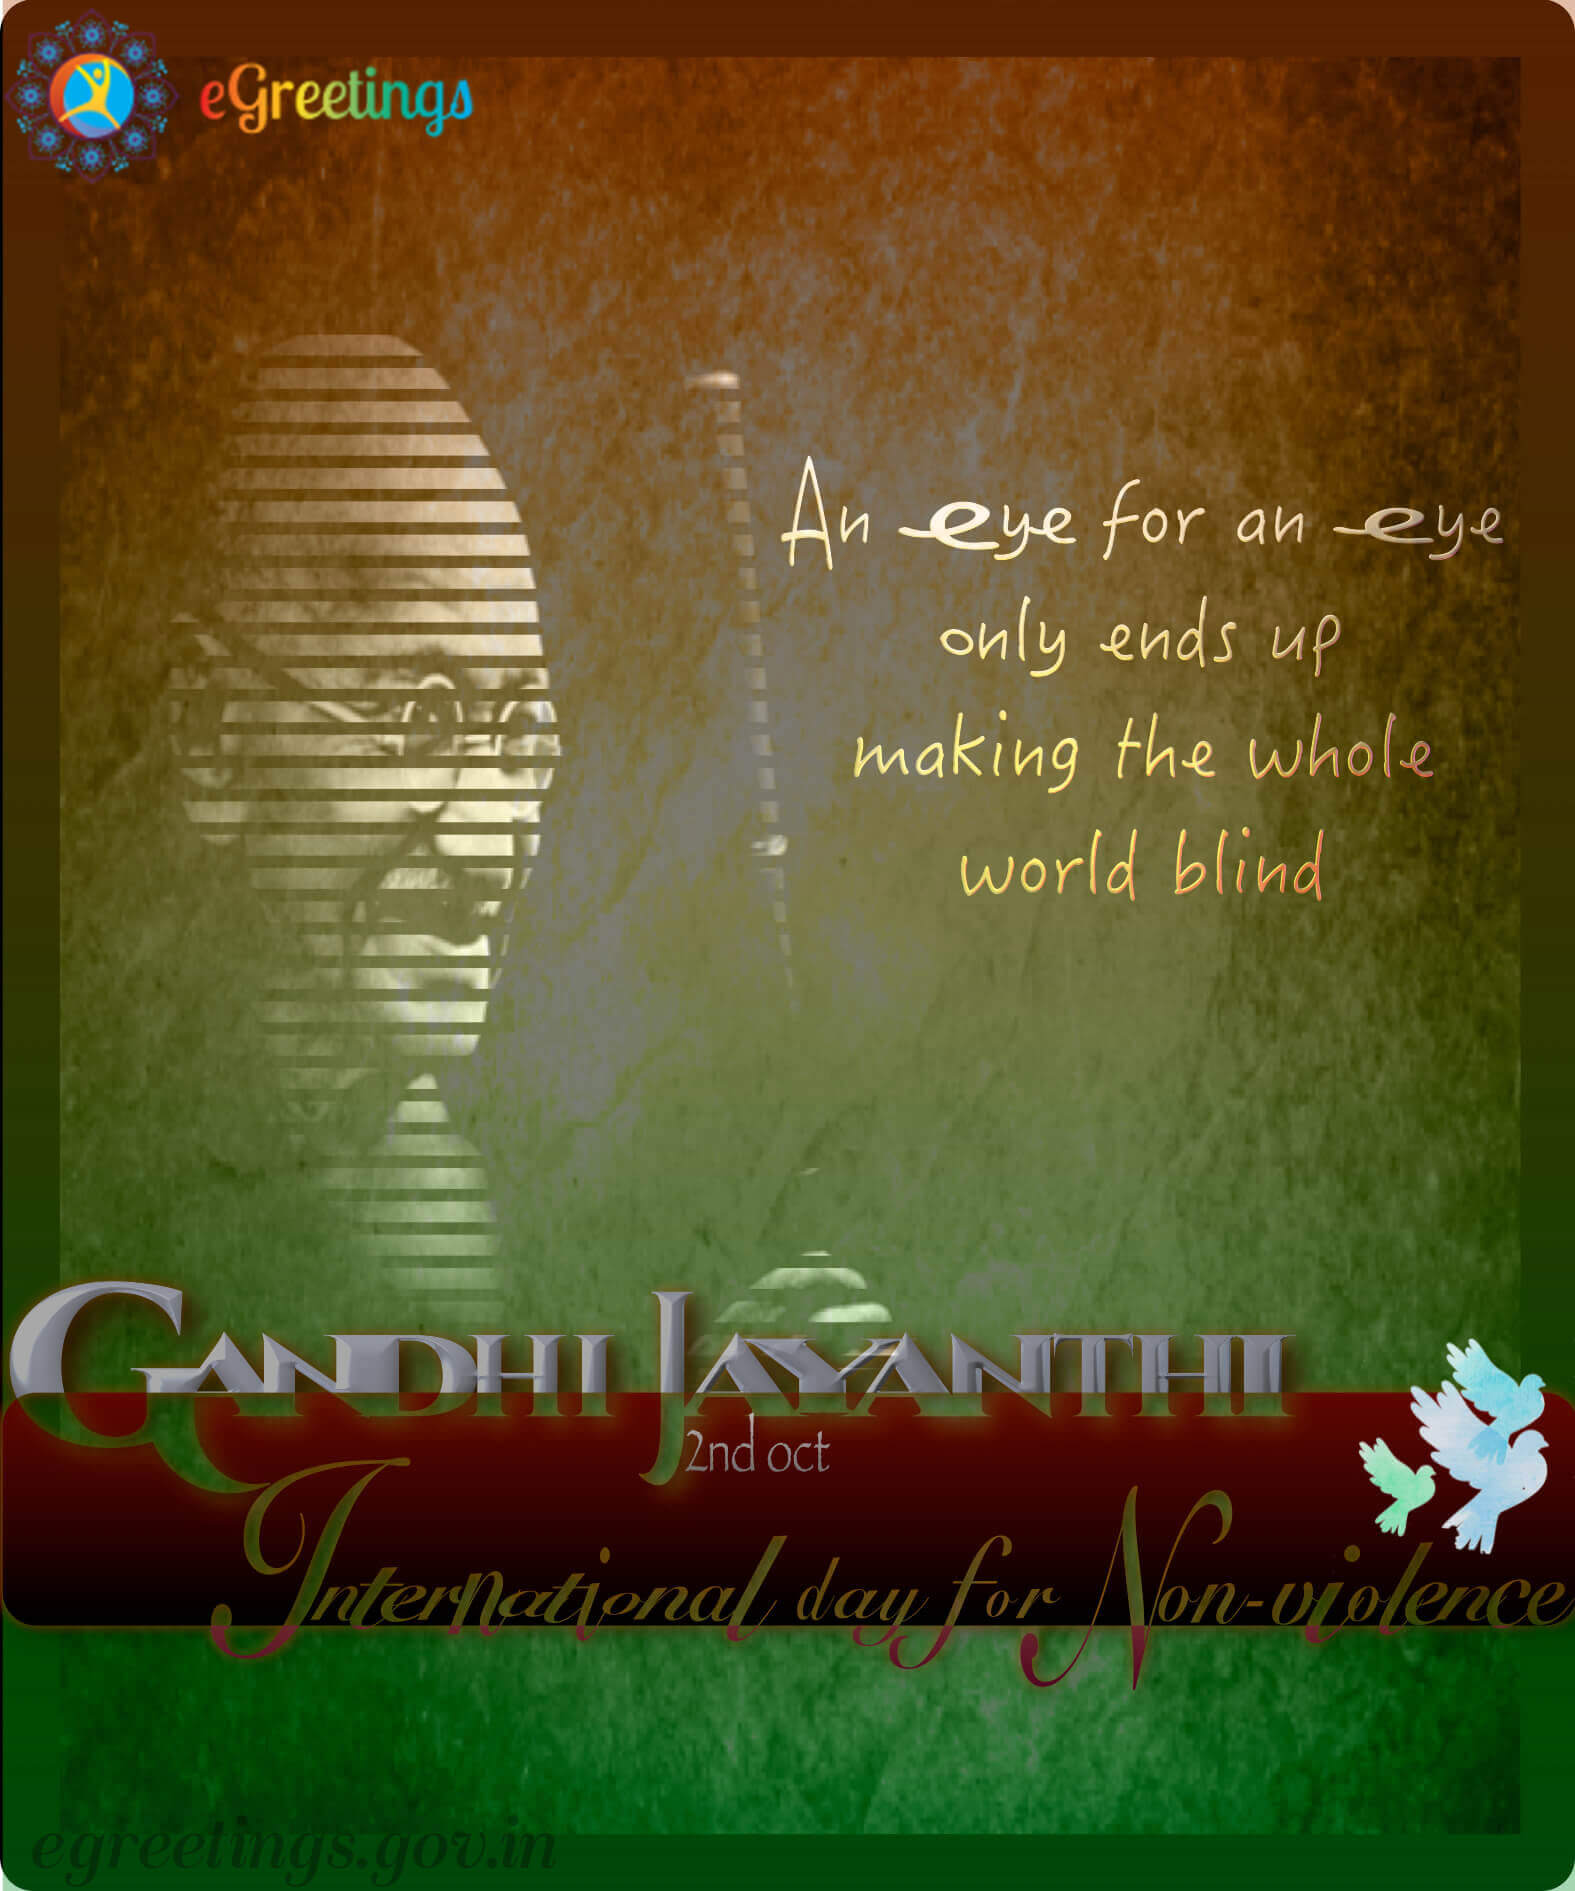 eGreetings
An eye for an eye
only ends up
making the whole
world blind
Gandhi Jayanthi
2nd oct
International day for Non-violence
egreetings.gov.in